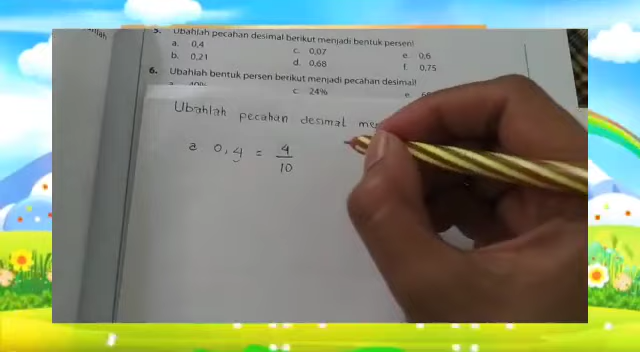 5. Ubahlah pecahan desimal berikut menjadi bentuk persen!
a. 0,4 c. 0,07 e. 0,6
b. 0,21 d. 0,68 f. 0,75
6. Ubahlah bentuk persen berikut menjadi pecahan desimal!
c. 24% e.
Ubahlah pecahan desimal
a 0,4 = 4/10